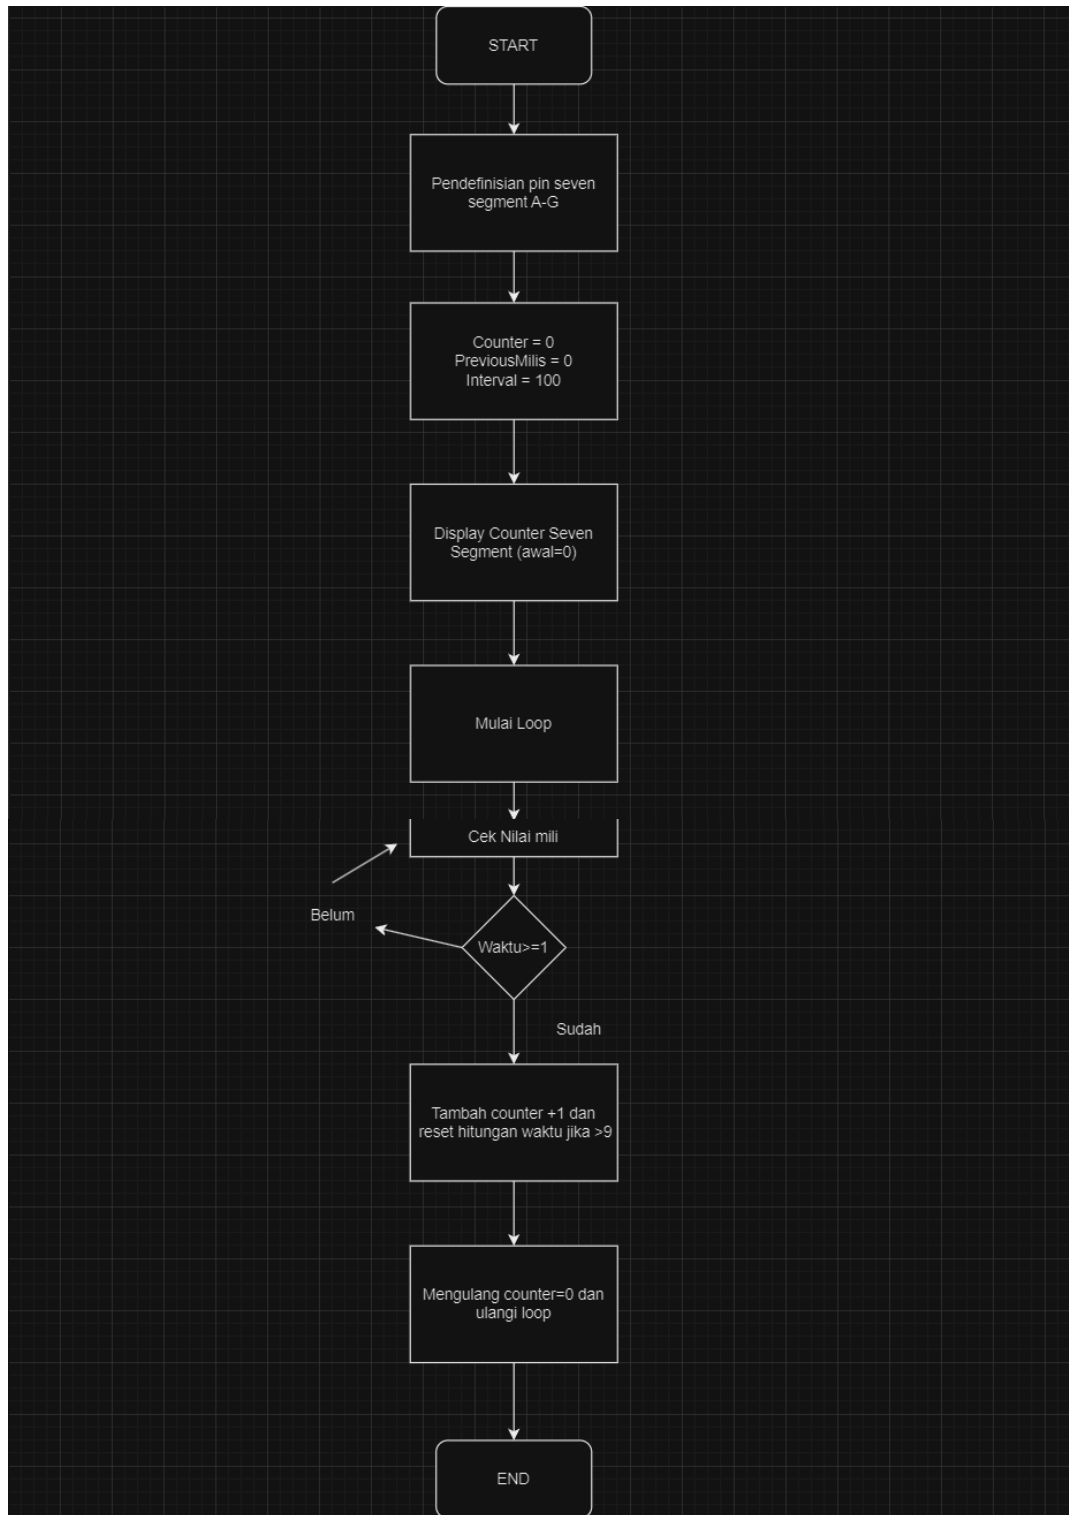 START
Pendefinisian pin seven
segment A-G
Counter = 0
PreviousMilis = 0
Interval = 100
Display Counter Seven
Segment (awal=0)
Mulai Loop
Cek Nilai mili
Belum
Waktu>=1
Sudah
Tambah counter +1 dan
reset hitungan waktu jika >9
Mengulang counter=0 dan
ulangi loop
END